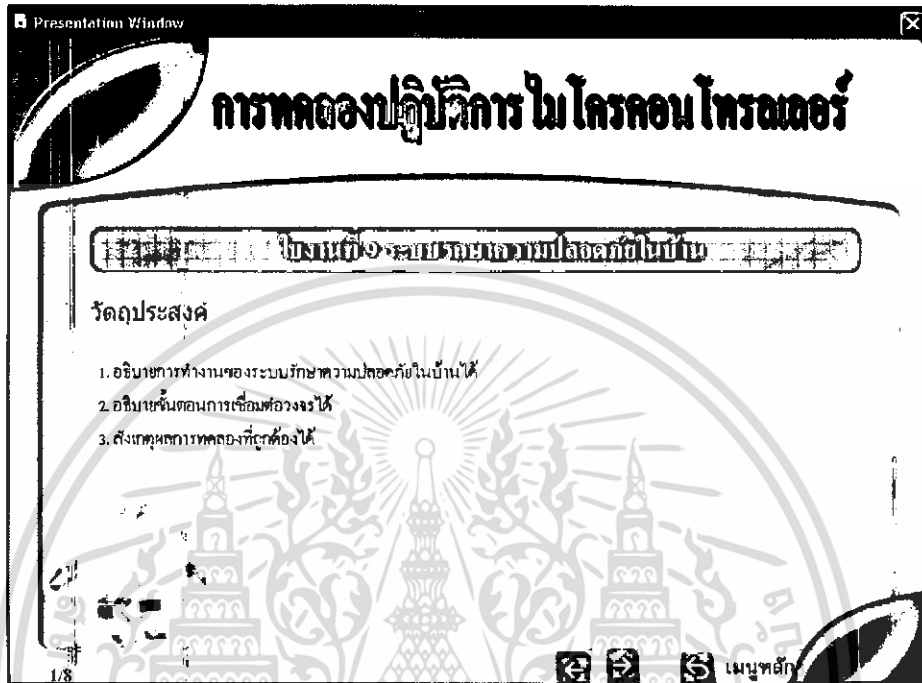 Presentation Window
การทดลองปฏิบัติการไมโครคอนโทรลเลอร์
ใบงานที่ 9 ระบบรักษาความปลอดภัยในบ้าน
วัตถุประสงค์
1. อธิบายการทำงานของระบบรักษาความปลอดภัยในบ้านได้
2. อธิบายขั้นตอนการเชื่อมต่อวงจรได้
3. สังเกตุผลการทดลองที่ถูกต้องได้
1/8
เมนูหลัก